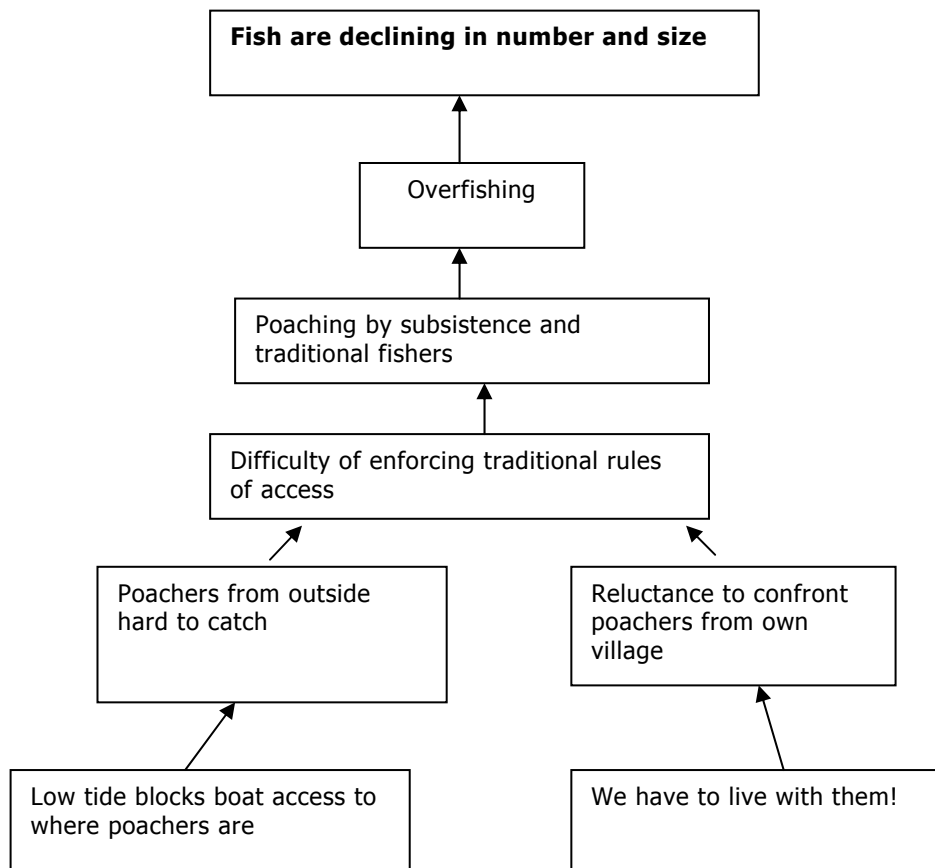 Fish are declining in number and size
Overfishing
Poaching by subsistence and
traditional fishers
Difficulty of enforcing traditional rules
of access
Poachers from outside
hard to catch
Reluctance to confront
poachers from own
village
Low tide blocks boat access to
where poachers are
We have to live with them!